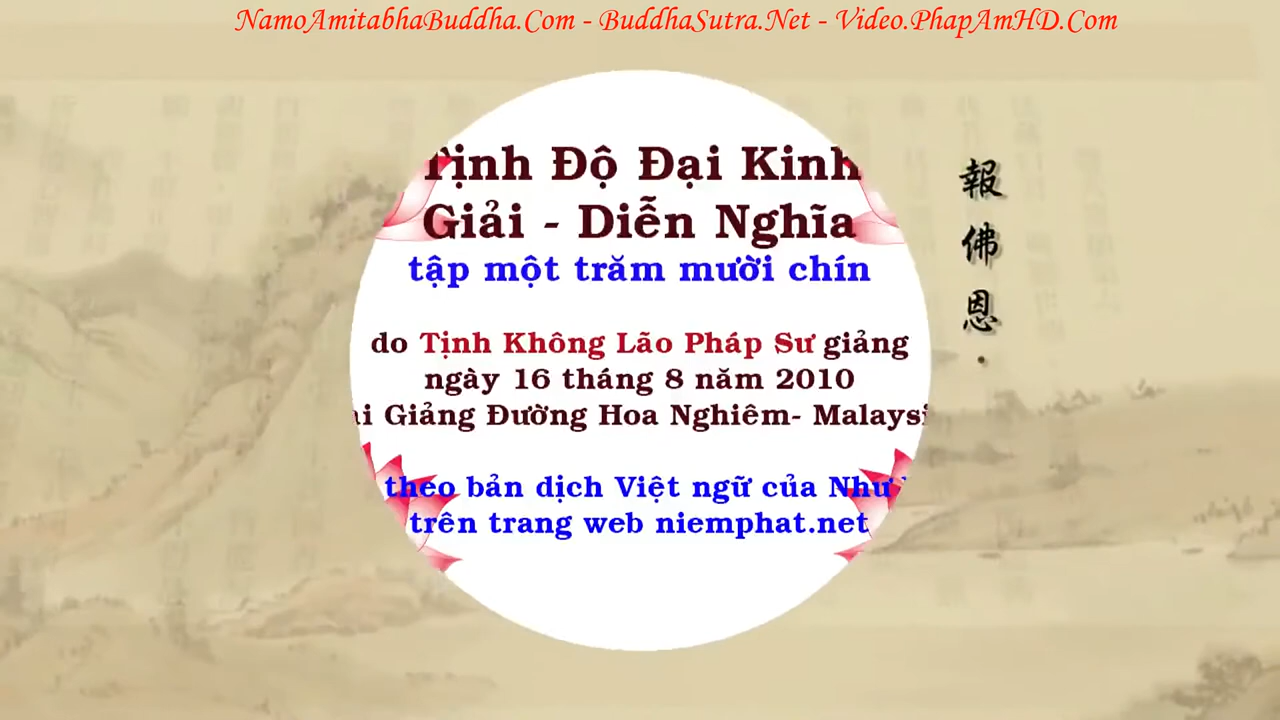 NamoAmitabhaBuddha.Com - BuddhaSutra.Net - Video.PhapAmHD.Com
Tịnh Độ Đại Kinh
Giải - Diễn Nghĩa
tập một trăm mười chín
do Tịnh Không Lão Pháp Sư giảng
ngày 16 tháng 8 năm 2010
Giảng Đường Hoa Nghiêm- Malaysi
theo bản dịch Việt ngữ của Như
trên trang web niemphat.net
報佛恩.